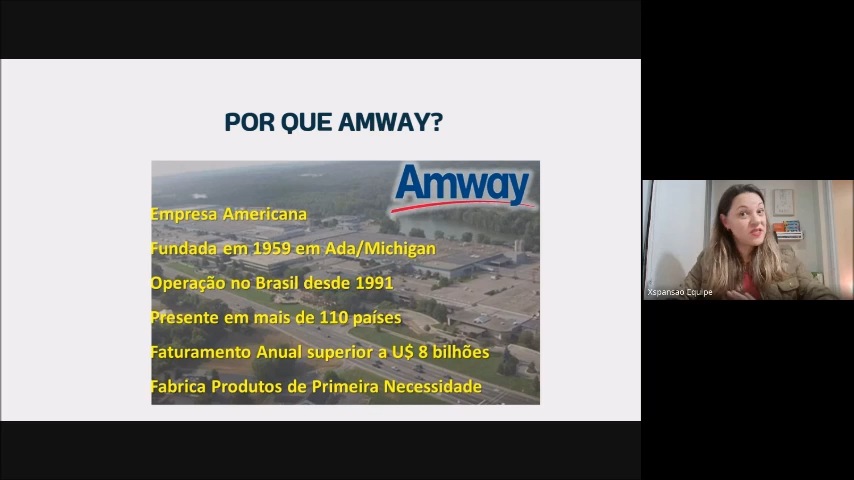 POR QUE AMWAY?
Amway
Empresa Americana
Fundada em 1959 em Ada/Michigan
Operação no Brasil desde 1991
Presente em mais de 110 países
Faturamento Anual superior a U$ 8 bilhões
Fabrica Produtos de Primeira Necessidade
Xspansão Equipe